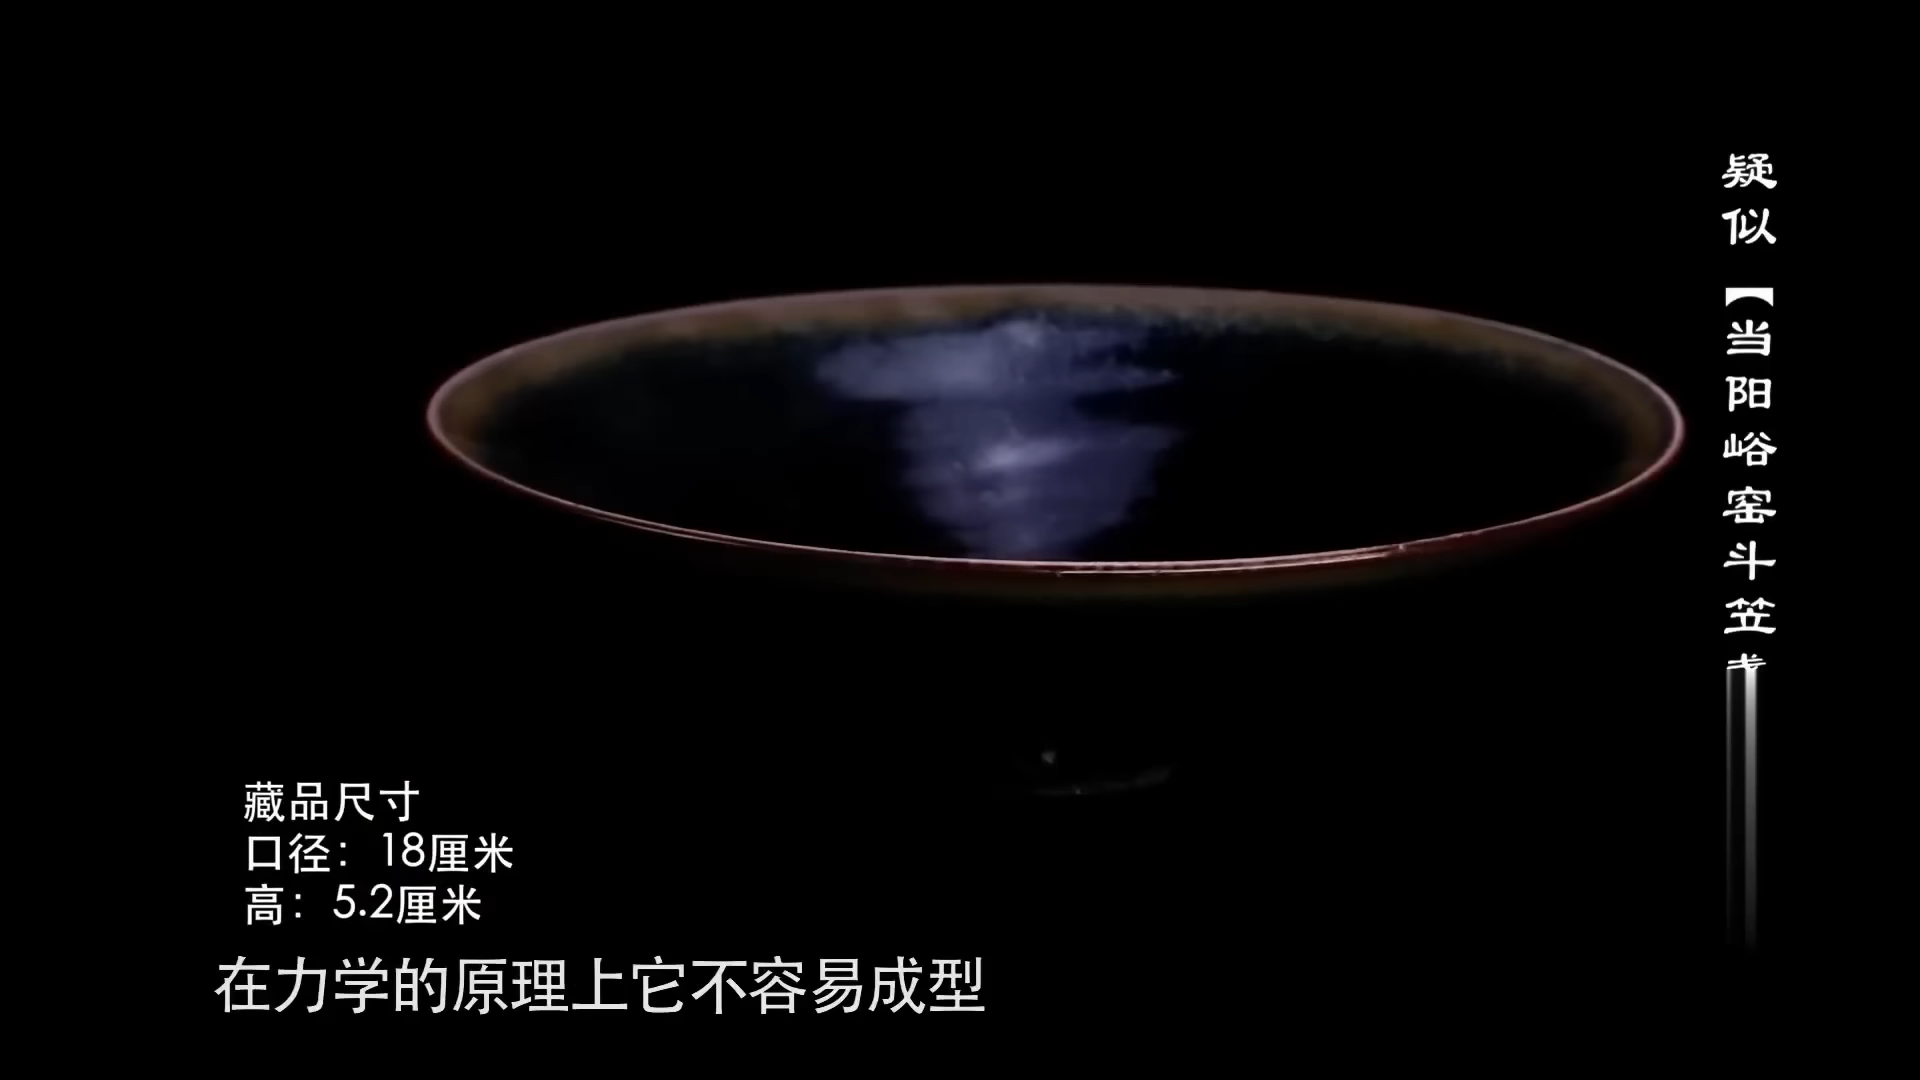 疑似【当阳峪窑斗笠
藏品尺寸
口径：18厘米
高：5.2厘米
在力学的原理上它不容易成型